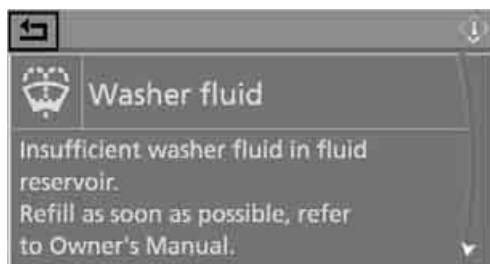 Washer fluid
Insufficient washer fluid in fluid
reservoir.
Refill as soon as possible, refer
to Owner's Manual.